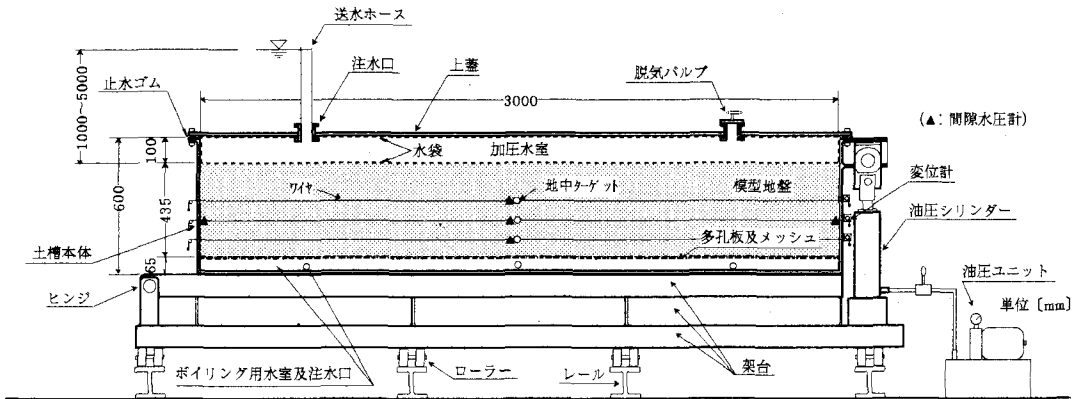 送水ホース
注水口
上蓋
脱気バルブ
止水ゴム
1000~5000
3000
(▲: 間隙水圧計)
100
水袋
加圧水室
ワイヤ
地中ターゲット
模型地盤
変位計
600
435
油圧シリンダー
土槽本体
多孔板及メッシュ
65
ヒンジ
油圧ユニット
単位〔mm〕
ボイリング用水室及注水口
ローラー
レール
架台